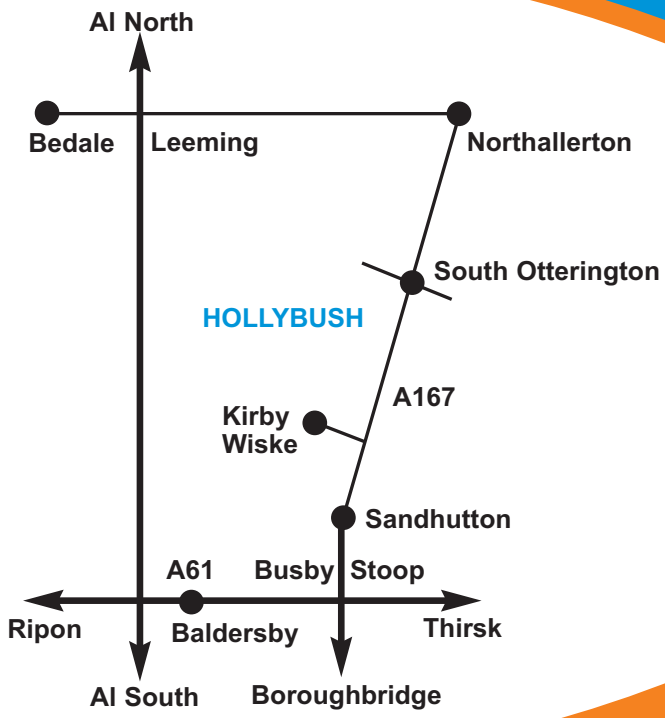 Al North
Bedale
Leeming
Northallerton
South Otterington
HOLLYBUSH
A167
Kirby
Wiske
Sandhutton
A61
Busby
Stoop
Ripon
Baldersby
Thirsk
Al South
Boroughbridge